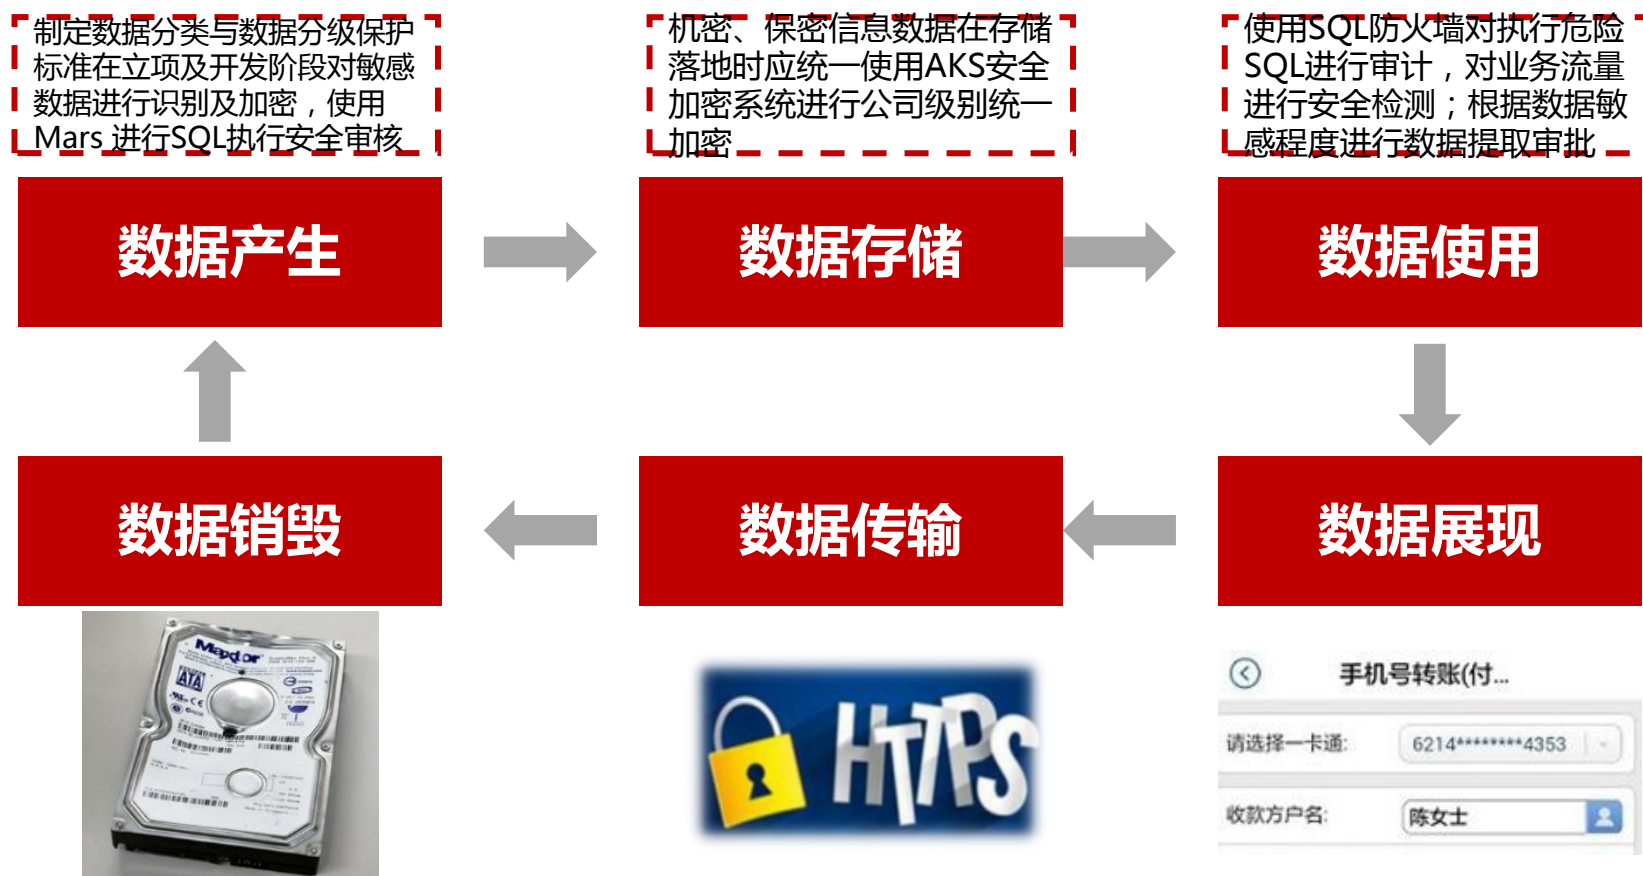 制定数据分类与数据分级保护
标准在立项及开发阶段对敏感
数据进行识别及加密，使用
Mars 进行SQL执行安全审核
机密、保密信息数据在存储
落地时应统一使用AKS安全
加密系统进行公司级别统一
加密
使用SQL防火墙对执行危险
SQL进行审计，对业务流量
进行安全检测；根据数据敏
感程度进行数据提取审批
数据产生
数据存储
数据使用
数据销毁
数据传输
数据展现
Maxtor
ATA
HTTPS
手机号转账(付...
请选择一卡通:
6214********4353
收款方户名:
陈女士